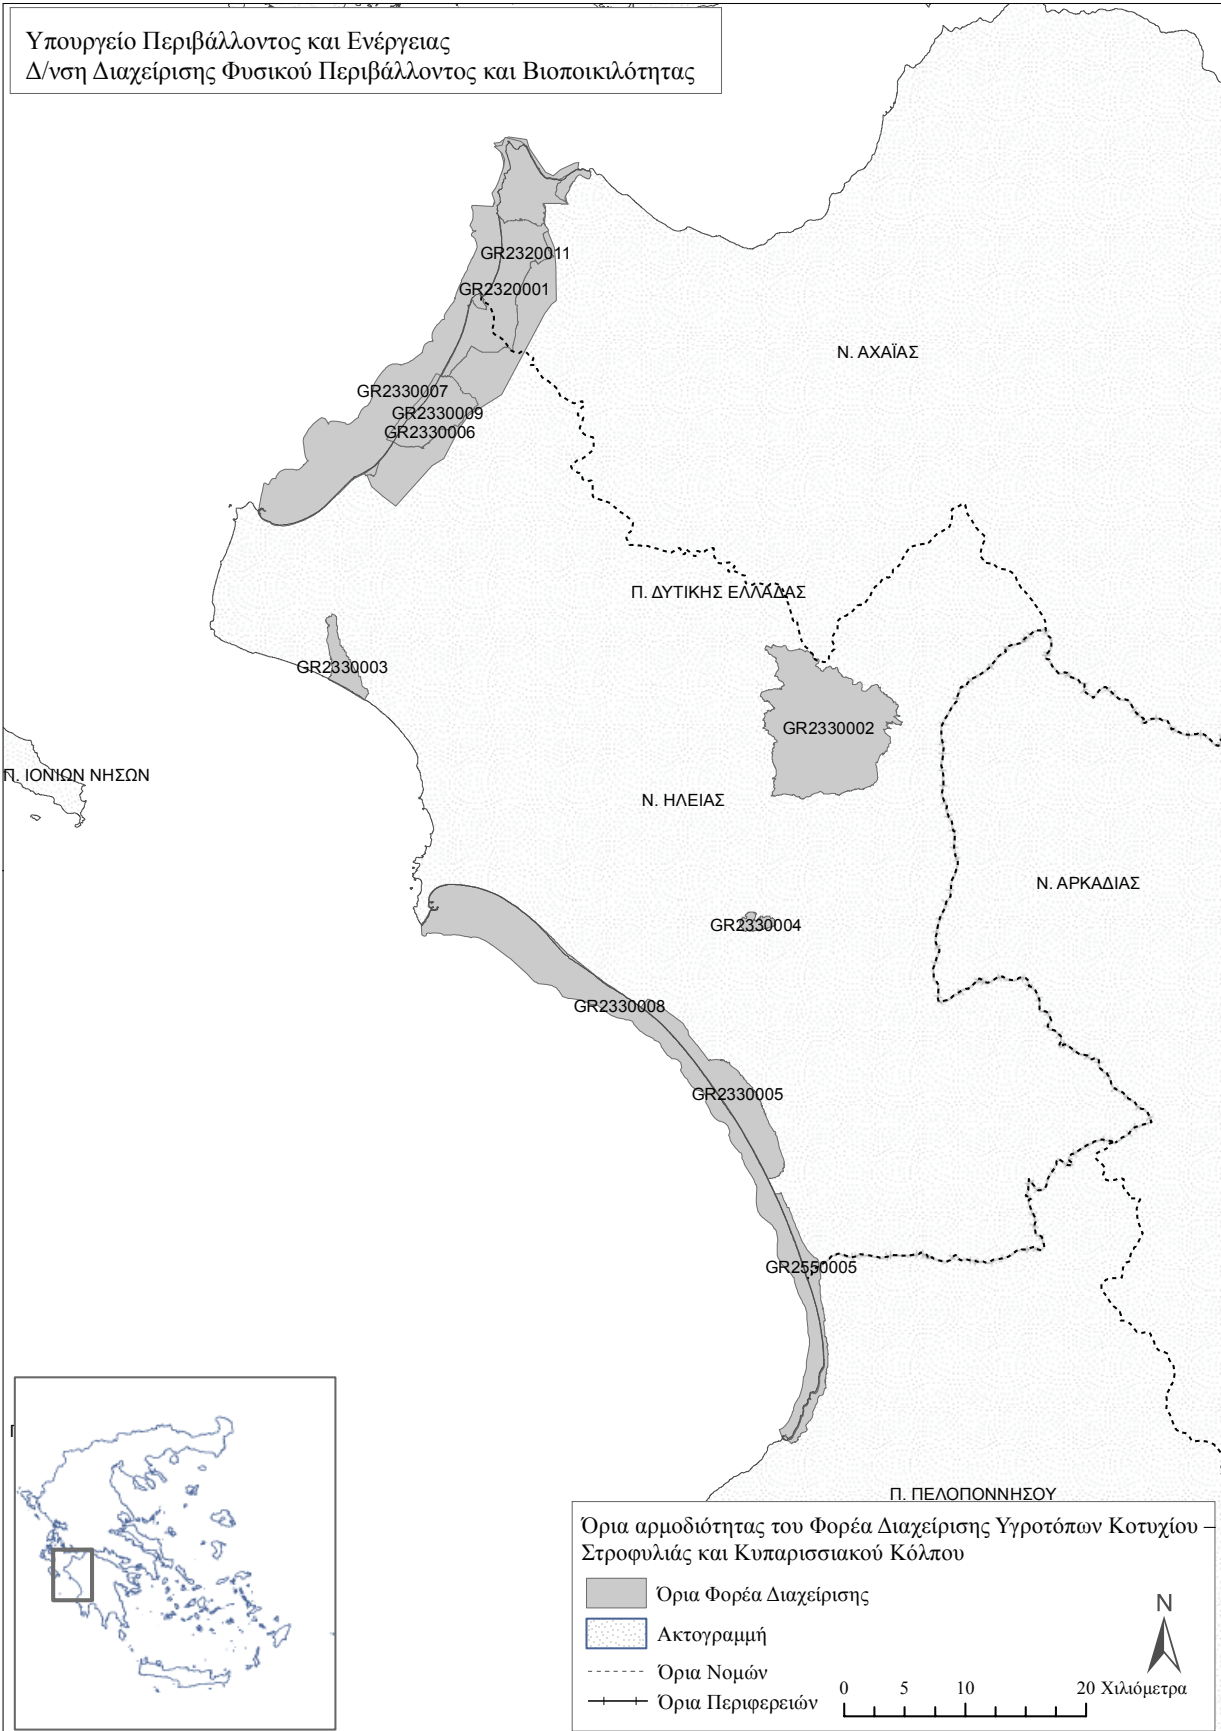 Υπουργείο Περιβάλλοντος και Ενέργειας
Δ/νση Διαχείρισης Φυσικού Περιβάλλοντος και Βιοποικιλότητας
GR2320011
GR2320001
Ν. ΑΧΑΪΑΣ
GR2330007
GR2330009
GR2330006
Π. ΔΥΤΙΚΗΣ ΕΛΛΑΔΑΣ
GR2330003
GR2330002
Π. ΙΟΝΙΩΝ ΝΗΣΩΝ
Ν. ΗΛΕΙΑΣ
Ν. ΑΡΚΑΔΙΑΣ
GR2330004
GR2330008
GR2330005
GR2550005
Π. ΠΕΛΟΠΟΝΝΗΣΟΥ
Όρια αρμοδιότητας του Φορέα Διαχείρισης Υγροτόπων Κοτυχίου –
Στροφυλιάς και Κυπαρισσιακού Κόλπου
Όρια Φορέα Διαχείρισης
Ακτογραμμή
Όρια Νομών
Όρια Περιφερειών
N
0 5 10 20 Χιλιόμετρα